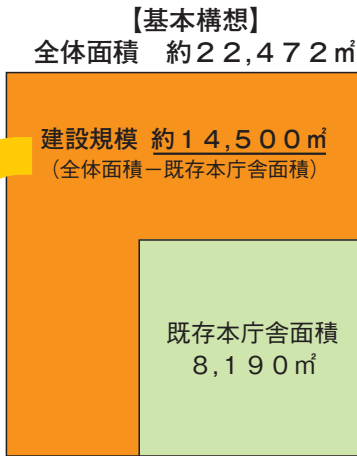 【基本構想】
全体面積　約２２,４７２㎡
建設規模 約１４,５００㎡
（全体面積－既存本庁舎面積）
既存本庁舎面積
８,１９０㎡